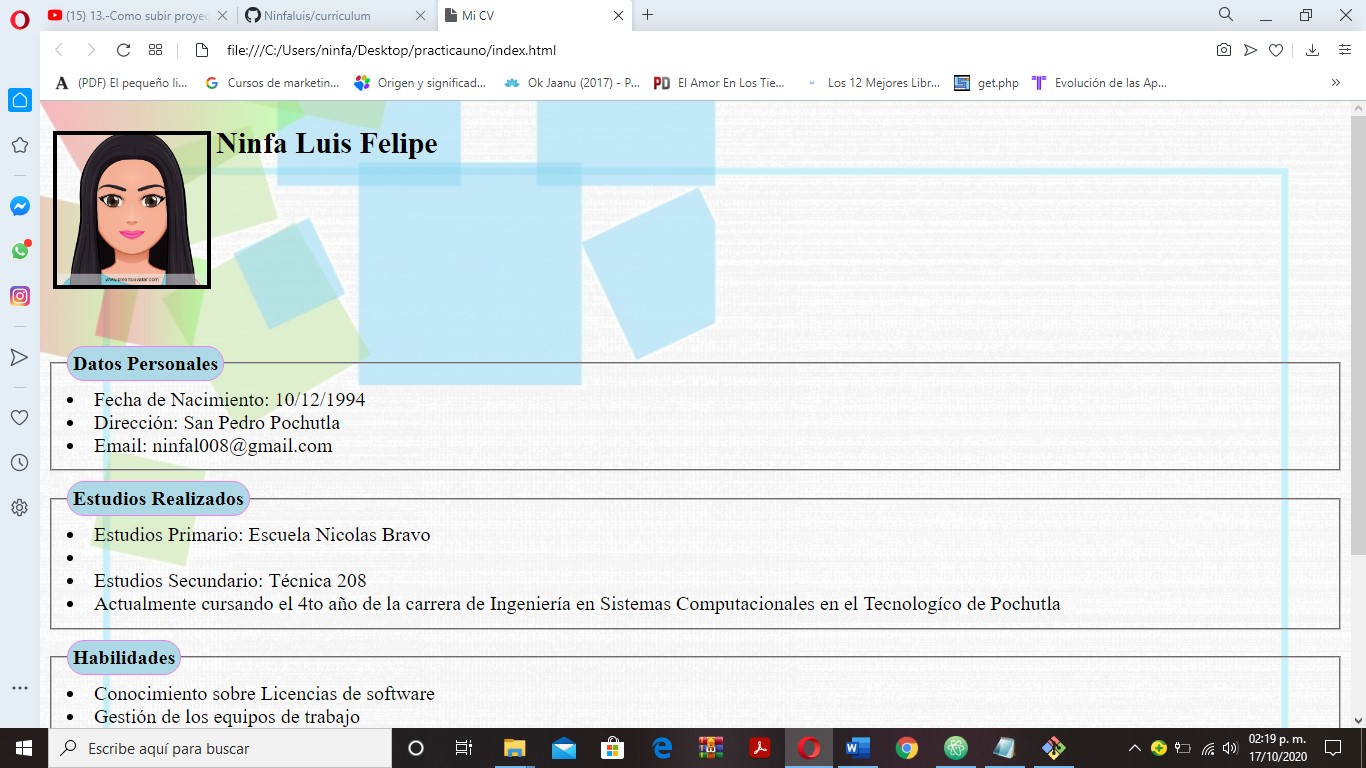 (15) 13.-Como subir proyec
Ninfaluis/curriculum
Mi CV
file:///C:/Users/ninfa/Desktop/practicauno/index.html
(PDF) El pequeño li...
Cursos de marketin...
Origen y significad...
Ok Jaanu (2017) - P...
El Amor En Los Tie...
Los 12 Mejores Libr...
get.php
Evolución de las Ap...
Ninfa Luis Felipe
Datos Personales
Fecha de Nacimiento: 10/12/1994
Dirección: San Pedro Pochutla
Email: ninfal008@gmail.com
Estudios Realizados
Estudios Primario: Escuela Nicolas Bravo
Estudios Secundario: Técnica 208
Actualmente cursando el 4to año de la carrera de Ingeniería en Sistemas Computacionales en el Tecnologíco de Pochutla
Habilidades
Conocimiento sobre Licencias de software
Gestión de los equipos de trabajo
Escribe aquí para buscar
02:19 p. m.
17/10/2020